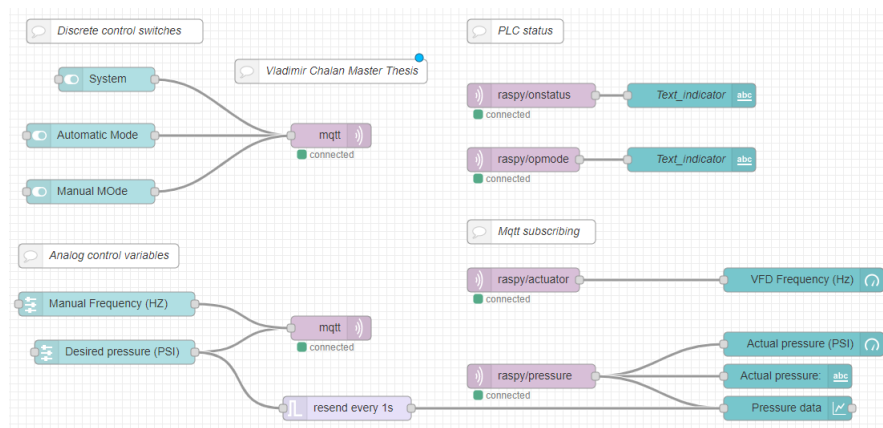 Discrete control switches
System
Vladimir Chaian Master Thesis
Automatic Mode
mqtt
connected
Manual MOde
Analog control variables
Manual Frequency (HZ)
mqtt
connected
Desired pressure (PSI)
resend every 1s
PLC status
raspy/onstatus
connected
Text_indicator
abc
raspy/opmode
connected
Text_indicator
abc
Mqtt subscribing
raspy/actuator
connected
VFD Frequency (Hz)
raspy/pressure
connected
Actual pressure (PSI)
Actual pressure:
abc
Pressure data